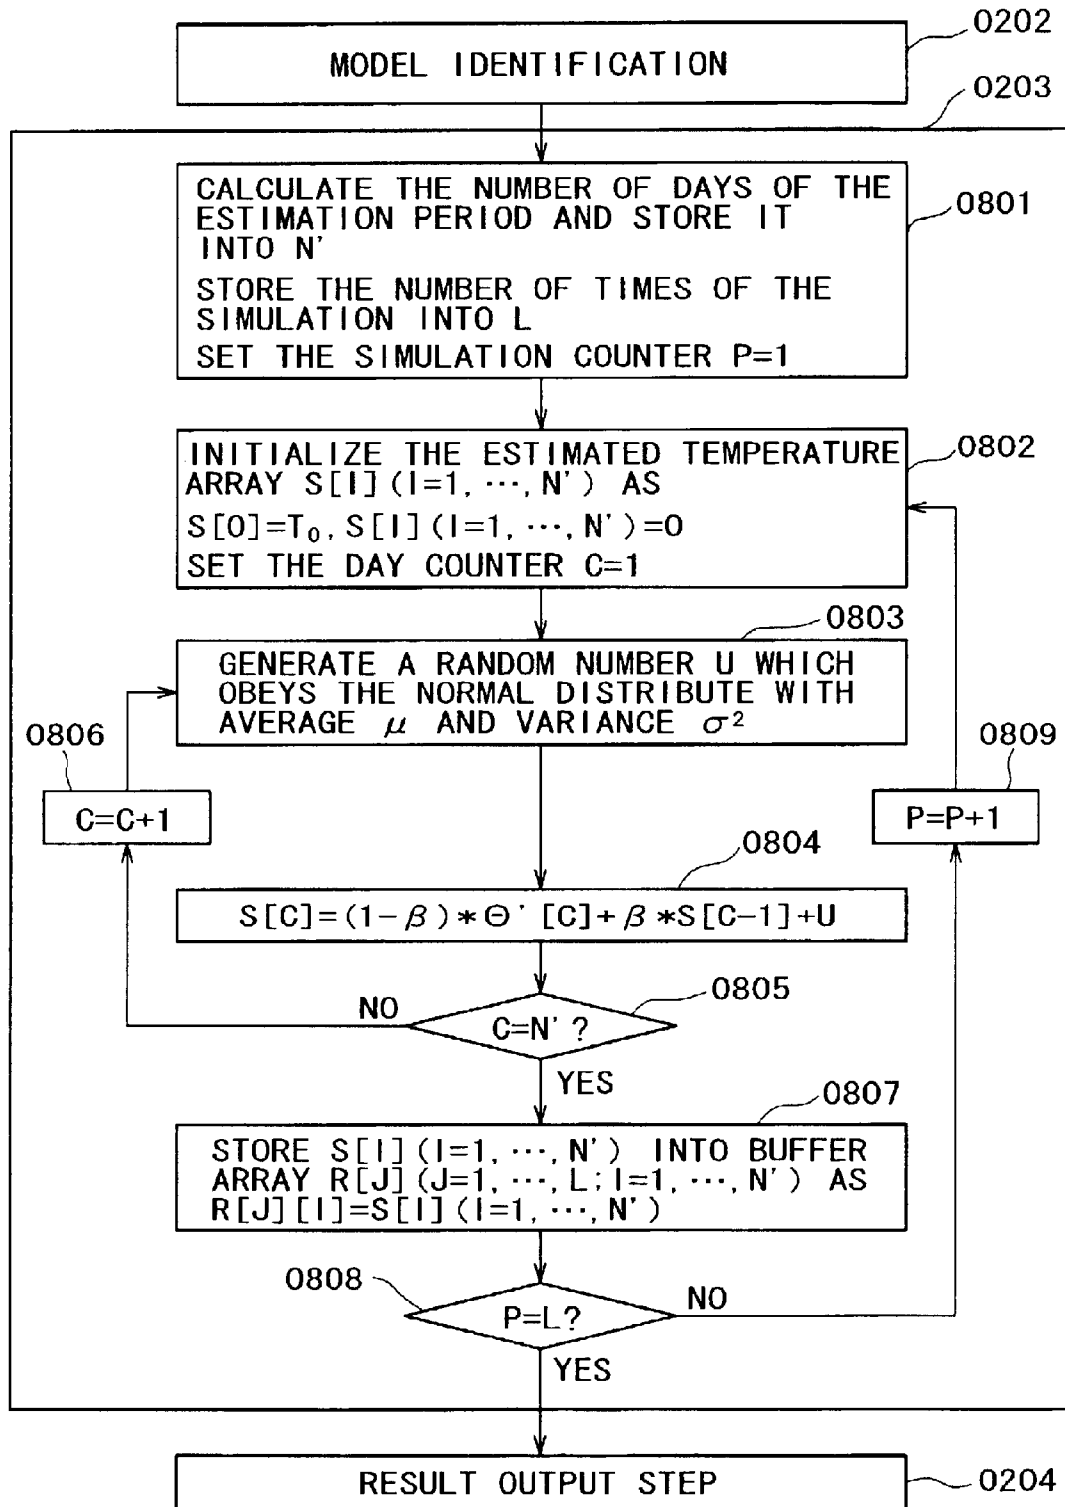 0202
MODEL IDENTIFICATION
0203
CALCULATE THE NUMBER OF DAYS OF THE
ESTIMATION PERIOD AND STORE IT
INTO N'
STORE THE NUMBER OF TIMES OF THE
SIMULATION INTO L
SET THE SIMULATION COUNTER P=1
0801
INITIALIZE THE ESTIMATED TEMPERATURE
ARRAY S[I](I=1, ⋯, N') AS
S[0]=T₀, S[I](I=1, ⋯, N')=0
SET THE DAY COUNTER C=1
0802
0803
GENERATE A RANDOM NUMBER U WHICH
OBEYS THE NORMAL DISTRIBUTE WITH
AVERAGE μ AND VARIANCE σ²
0806
C=C+1
0809
P=P+1
0804
S[C]=(1-β)*Θ'[C]+β*S[C-1]+U
0805
NO
C=N'?
YES
0807
STORE S[I](I=1, ⋯, N') INTO BUFFER
ARRAY R[J](J=1, ⋯, L;I=1, ⋯, N') AS
R[J][I]=S[I](I=1, ⋯, N')
0808
P=L?
NO
YES
RESULT OUTPUT STEP
0204